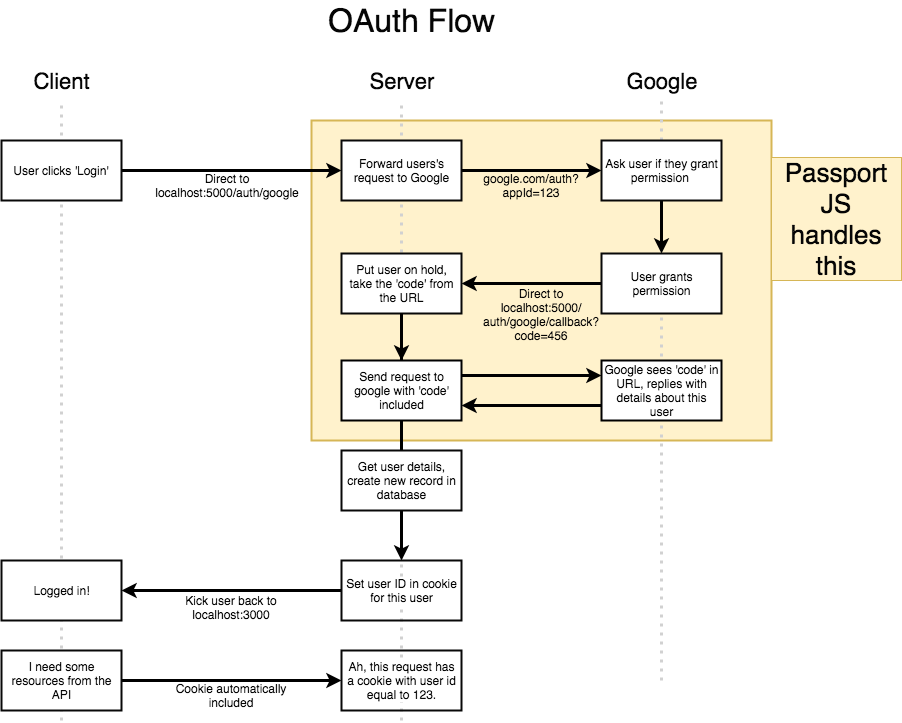 OAuth Flow
Client
Server
Google
User clicks 'Login'
Direct to
localhost:5000/auth/google
Forward users's
request to Google
google.com/auth?
appId=123
Ask user if they grant
permission
Passport
JS
handles
this
Put user on hold,
take the 'code' from
the URL
Direct to
localhost:5000/
auth/google/callback?
code=456
User grants
permission
Send request to
google with 'code'
included
Google sees 'code' in
URL, replies with
details about this
user
Get user details,
create new record in
database
Logged in!
Kick user back to
localhost:3000
Set user ID in cookie
for this user
I need some
resources from the
API
Cookie automatically
included
Ah, this request has
a cookie with user id
equal to 123.